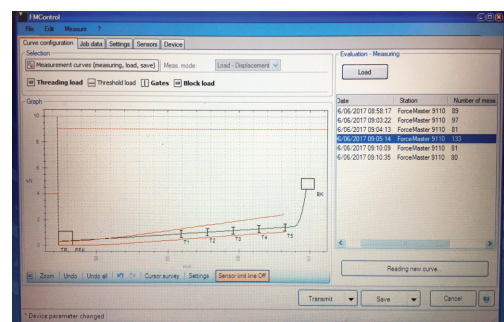 FMControl
File Edit Measure ?
Curve configuration Job data Settings Sensors Device
Selection
Measurement curves (measuring, load, save) Meas. mode: Load - Displacement
Threading load Threshold load Gates Block load
Graph
10
8
6
4
2
0
BK
T1 T2 T3 T4 T5
Zoom Undo Undo all Cursor survey Settings Sensor limit line Off
Evaluation - Measuring
Load
Date Station Number of meas
6/06/2017 08:58:17 ForceMaster 9110 89
6/06/2017 09:03:22 ForceMaster 9110 97
6/06/2017 09:04:13 ForceMaster 9110 81
6/06/2017 09:05:14 ForceMaster 9110 133
6/06/2017 09:10:09 ForceMaster 9110 81
6/06/2017 09:10:35 ForceMaster 9110 80
Reading new curve...
Transmit Save Cancel
* Device parameter changed